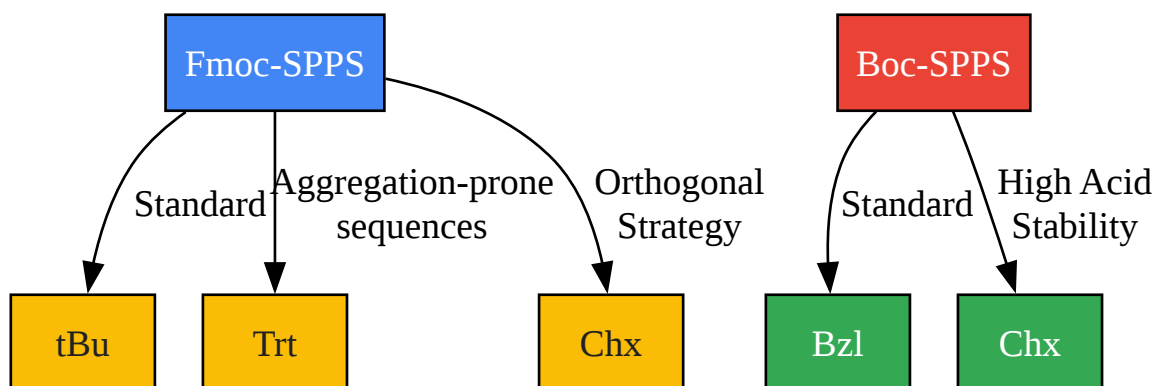 Fmoc-SPPS
Boc-SPPS
Standard
Aggregation-prone
sequences
Orthogonal
Strategy
Standard
High Acid
Stability
tBu
Trt
Chx
Bzl
Chx